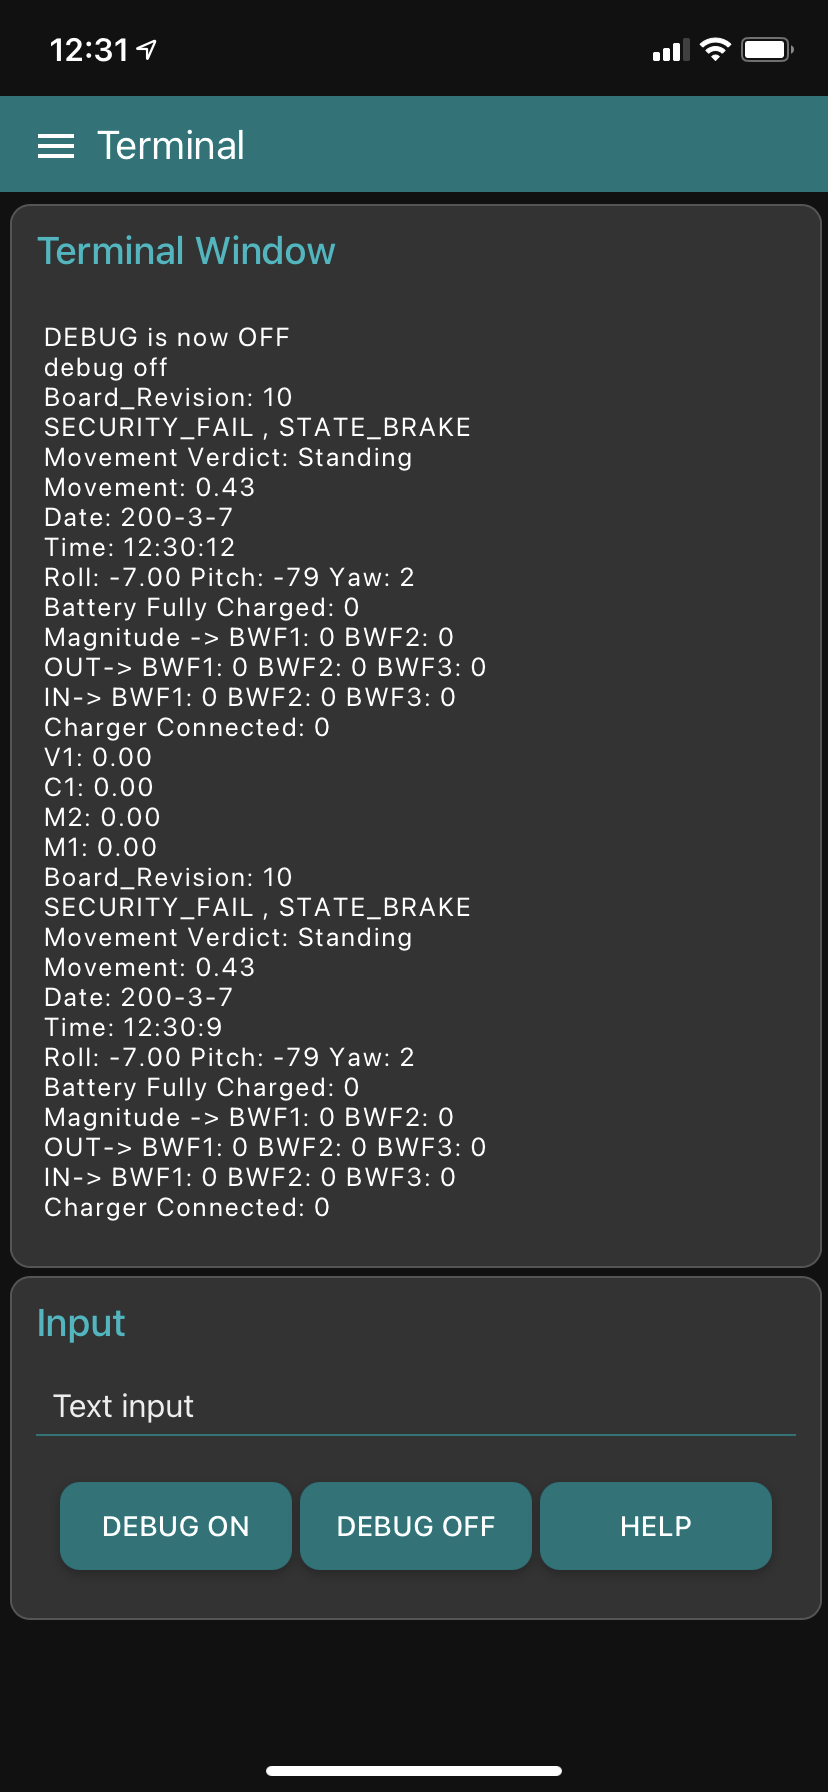 12:31
Terminal
Terminal Window
DEBUG is now OFF
debug off
Board_Revision: 10
SECURITY_FAIL , STATE_BRAKE
Movement Verdict: Standing
Movement: 0.43
Date: 200-3-7
Time: 12:30:12
Roll: -7.00 Pitch: -79 Yaw: 2
Battery Fully Charged: 0
Magnitude -> BWF1: 0 BWF2: 0
OUT-> BWF1: 0 BWF2: 0 BWF3: 0
IN-> BWF1: 0 BWF2: 0 BWF3: 0
Charger Connected: 0
V1: 0.00
C1: 0.00
M2: 0.00
M1: 0.00
Board_Revision: 10
SECURITY_FAIL , STATE_BRAKE
Movement Verdict: Standing
Movement: 0.43
Date: 200-3-7
Time: 12:30:9
Roll: -7.00 Pitch: -79 Yaw: 2
Battery Fully Charged: 0
Magnitude -> BWF1: 0 BWF2: 0
OUT-> BWF1: 0 BWF2: 0 BWF3: 0
IN-> BWF1: 0 BWF2: 0 BWF3: 0
Charger Connected: 0
Input
Text input
DEBUG ON DEBUG OFF HELP